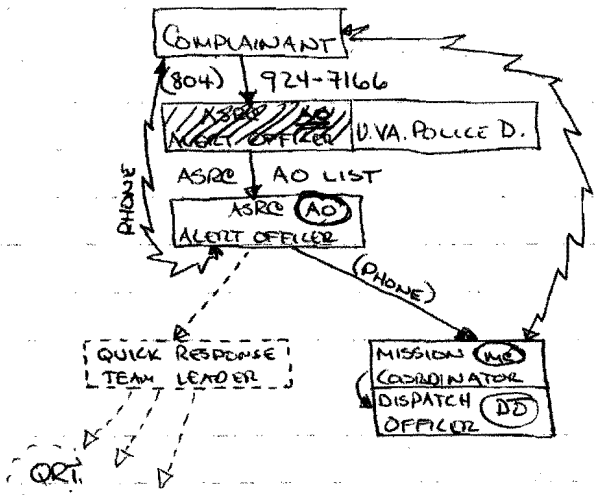 COMPLAINANT
(804) 924-7166
ASRC AO
ALERT OFFICER
U.VA. POLICE D.
ASRC AO LIST
PHONE
ASRC AO
ALERT OFFICER
(PHONE)
QUICK RESPONSE
TEAM LEADER
MISSION MC
COORDINATOR
DISPATCH
OFFICER
QRT